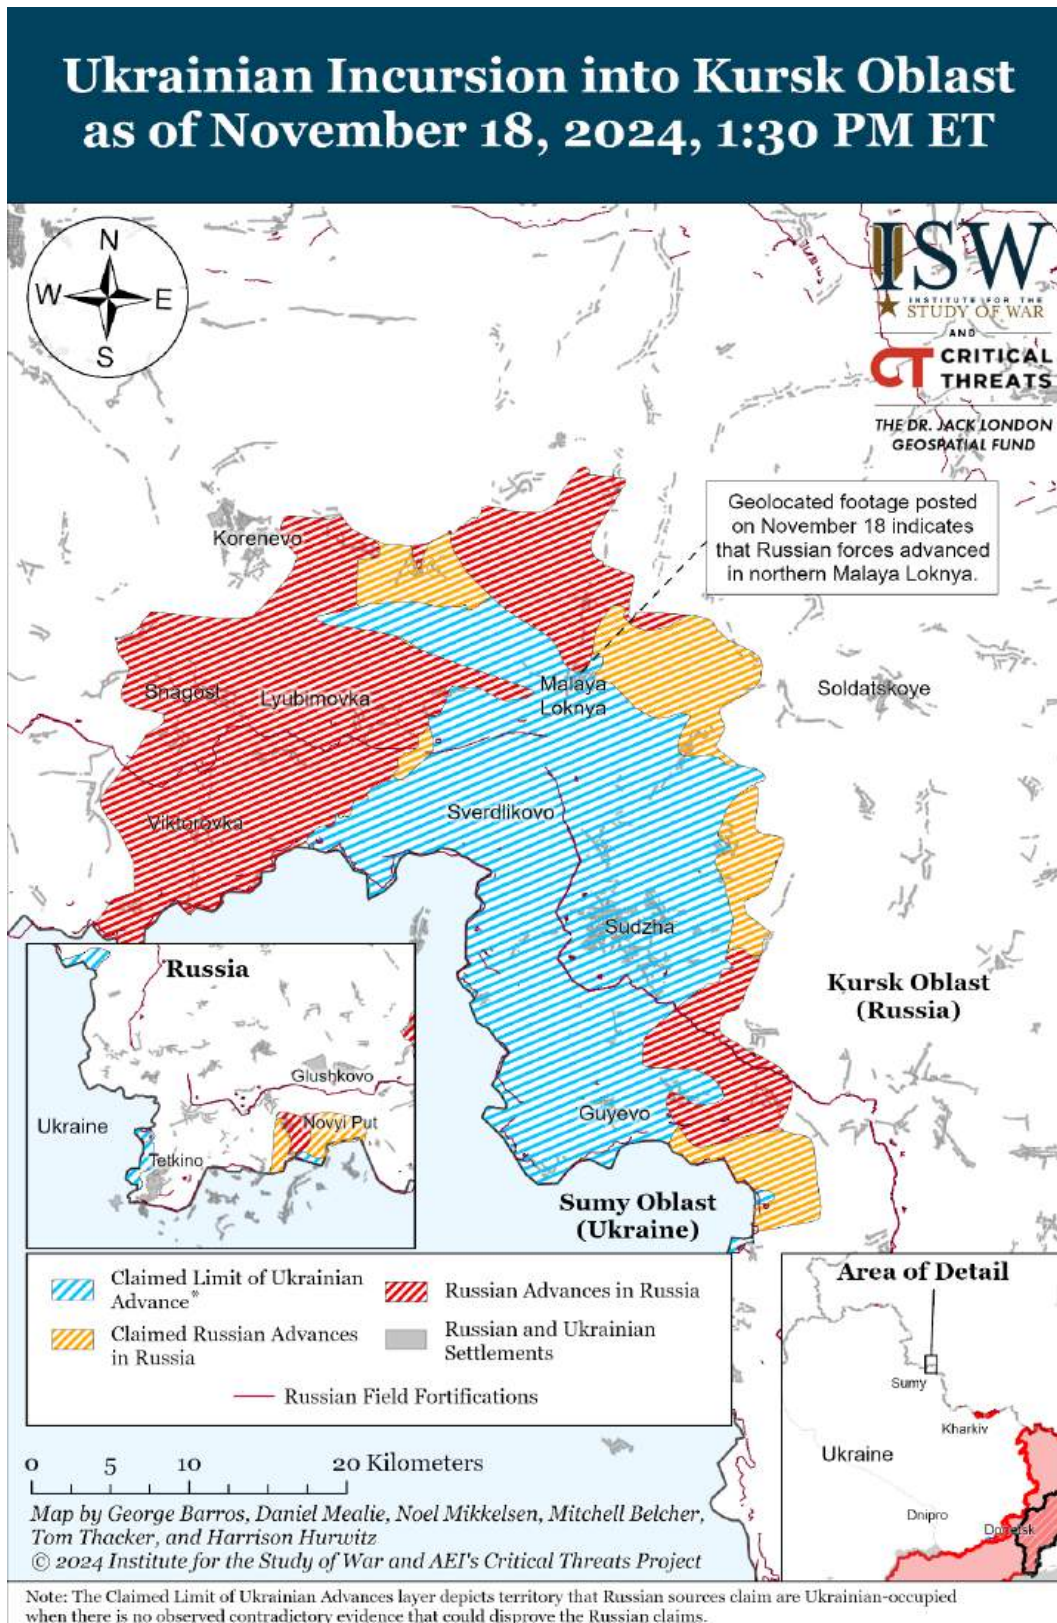 Ukrainian Incursion into Kursk Oblast
as of November 18, 2024, 1:30 PM ET
N
W
E
S
ISW
INSTITUTE FOR THE
STUDY OF WAR
AND
CT CRITICAL
THREATS
THE DR. JACK LONDON
GEOSPATIAL FUND
Geolocated footage posted
on November 18 indicates
that Russian forces advanced
in northern Malaya Loknya.
Korenevo
Snagost
Lyubimovka
Malaya
Loknya
Soldatskoye
Viktorovka
Sverdlikovo
Sudzha
Kursk Oblast
(Russia)
Guyevo
Sumy Oblast
(Ukraine)
Russia
Glushkovo
Ukraine
Novyi Put
Tetkino
Claimed Limit of Ukrainian
Advance*
Russian Advances in Russia
Claimed Russian Advances
in Russia
Russian and Ukrainian
Settlements
Russian Field Fortifications
Area of Detail
Sumy
Kharkiv
Ukraine
Dnipro
Donetsk
0 5 10 20 Kilometers
Map by George Barros, Daniel Mealie, Noel Mikkelsen, Mitchell Belcher,
Tom Thacker, and Harrison Hurwitz
© 2024 Institute for the Study of War and AEI's Critical Threats Project
Note: The Claimed Limit of Ukrainian Advances layer depicts territory that Russian sources claim are Ukrainian-occupied
when there is no observed contradictory evidence that could disprove the Russian claims.